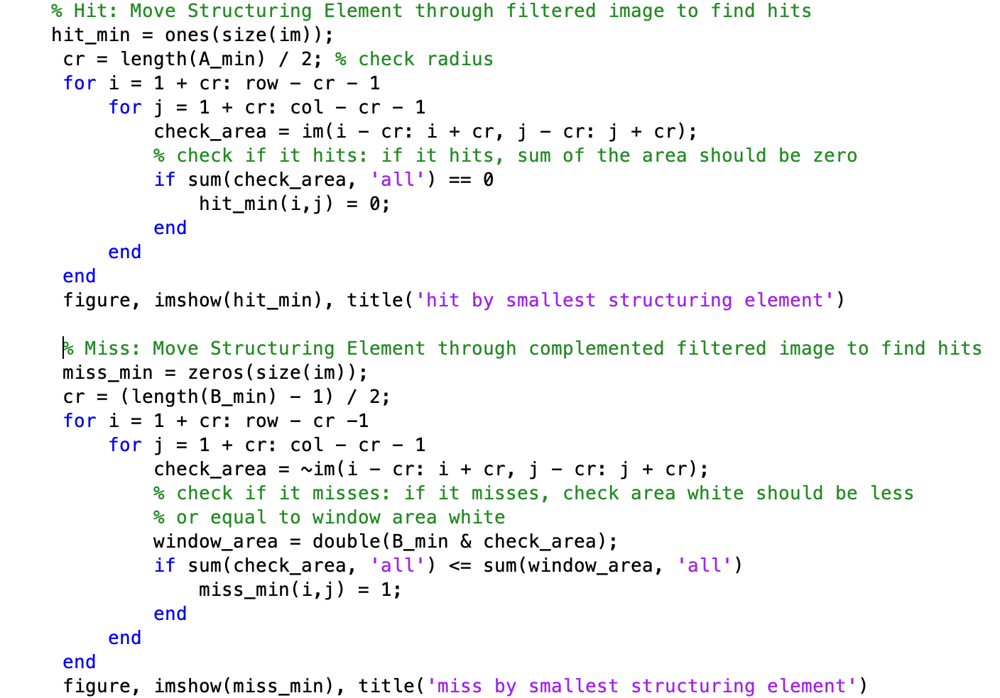 % Hit: Move Structuring Element through filtered image to find hits
hit_min = ones(size(im));
cr = length(A_min) / 2; % check radius
for i = 1 + cr: row - cr - 1
for j = 1 + cr: col - cr - 1
check_area = im(i - cr: i + cr, j - cr: j + cr);
% check if it hits: if it hits, sum of the area should be zero
if sum(check_area, 'all') == 0
hit_min(i,j) = 0;
end
end
end
figure, imshow(hit_min), title('hit by smallest structuring element')
% Miss: Move Structuring Element through complemented filtered image to find hits
miss_min = zeros(size(im));
cr = (length(B_min) - 1) / 2;
for i = 1 + cr: row - cr -1
for j = 1 + cr: col - cr - 1
check_area = ~im(i - cr: i + cr, j - cr: j + cr);
% check if it misses: if it misses, check area white should be less
% or equal to window area white
window_area = double(B_min & check_area);
if sum(check_area, 'all') <= sum(window_area, 'all')
miss_min(i,j) = 1;
end
end
end
figure, imshow(miss_min), title('miss by smallest structuring element')